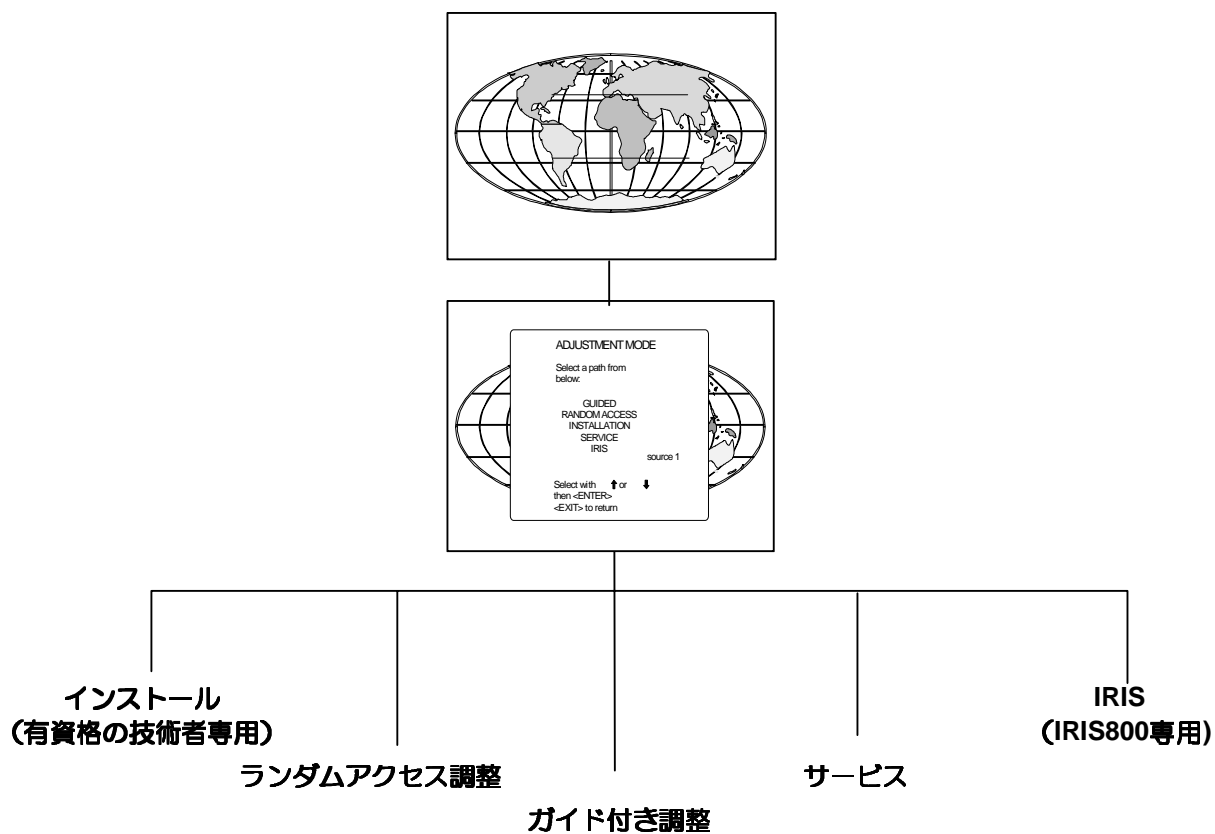 ADJUSTMENT MODE
Select a path from
below:
GUIDED
RANDOM ACCESS
INSTALLATION
SERVICE
IRIS
source 1
Select with ⬆ or ⬇
then <ENTER>
<EXIT> to return
インストール
(有資格の技術者専用)
ランダムアクセス調整
ガイド付き調整
サービス
IRIS
(IRIS800専用)